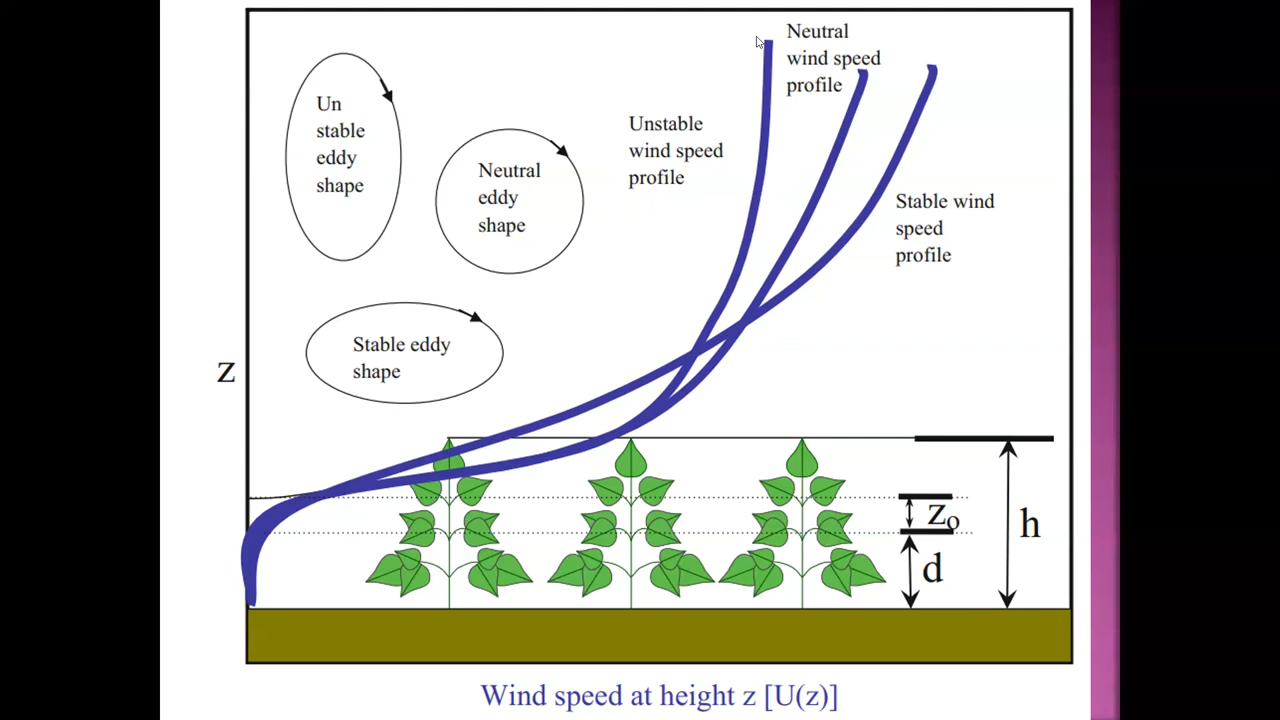 Neutral
wind speed
profile
Un
stable
eddy
shape
Unstable
wind speed
profile
Neutral
eddy
shape
Stable wind
speed
profile
Stable eddy
shape
z
zo
h
d
Wind speed at height z [U(z)]